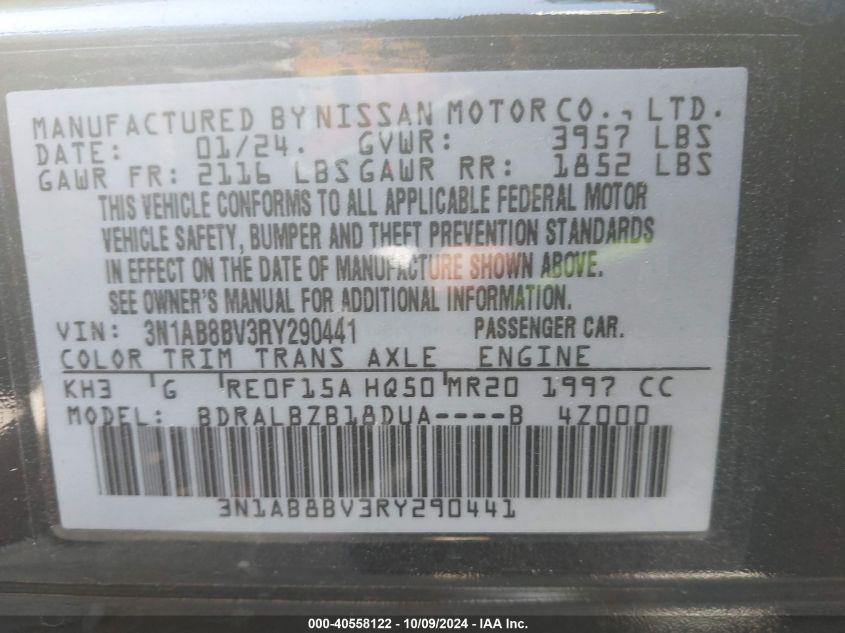 MANUFACTURED BY NISSAN MOTOR CO., LTD.
DATE: 01/24. GVWR: 3957 LBS
GAWR FR: 2116 LBS GAWR RR: 1852 LBS
THIS VEHICLE CONFORMS TO ALL APPLICABLE FEDERAL MOTOR
VEHICLE SAFETY, BUMPER AND THEFT PREVENTION STANDARDS
IN EFFECT ON THE DATE OF MANUFACTURE SHOWN ABOVE.
SEE OWNER'S MANUAL FOR ADDITIONAL INFORMATION.
VIN: 3N1AB8BV3RY290441 PASSENGER CAR.
COLOR TRIM TRANS AXLE ENGINE
KH3 G RE0F15A HQ50 MR20 1997 CC
MODEL: BDRALBZB18DUA----B 4Z000
3N1AB8BV3RY290441
000-40558122 - 10/09/2024 - IAA Inc.